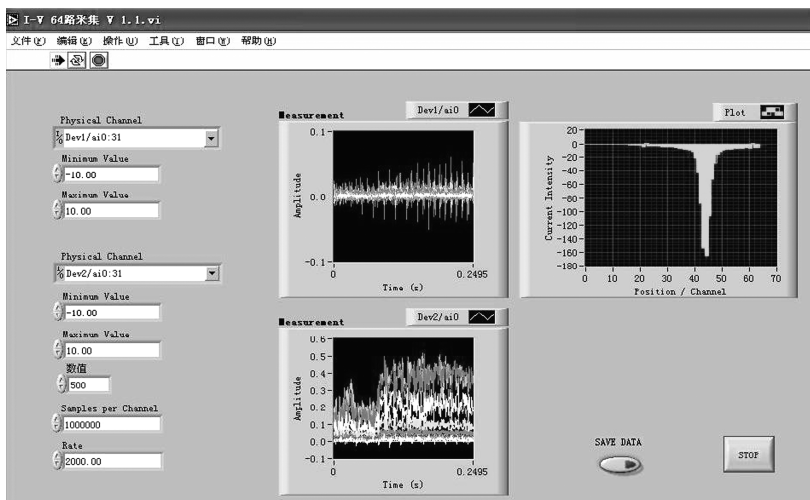 I-V 64路采集 V 1.1.vi
文件(F) 编辑(E) 操作(O) 工具(T) 窗口(W) 帮助(H)
Physical Channel
Dev1/ai0:31
Minimum Value
-10.00
Maximum Value
10.00
Physical Channel
Dev2/ai0:31
Minimum Value
-10.00
Maximum Value
10.00
数值
500
Samples per Channel
1000000
Rate
2000.00
Measurement
Dev1/ai0
Amplitude
0.1
0.0
-0.1
0 0.2495
Time (s)
Measurement
Dev2/ai0
Amplitude
0.6
0.5
0.4
0.3
0.2
0.1
0.0
-0.1
0 0.2495
Time (s)
Plot
Current Intensity
20
0
-20
-40
-60
-80
-100
-120
-140
-160
-180
0 10 20 30 40 50 60 70
Position / Channel
SAVE DATA
STOP